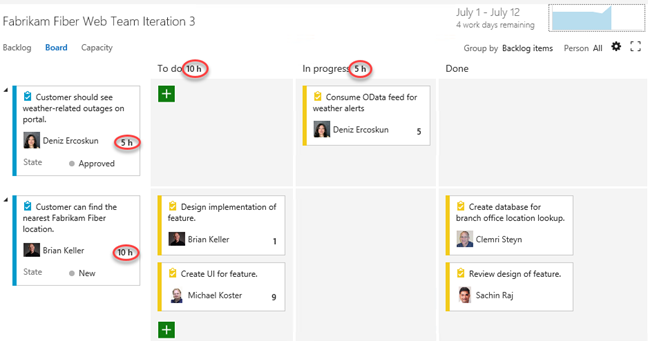 Fabrikam Fiber Web Team Iteration 3
July 1 - July 12
4 work days remaining
Backlog Board Capacity
Group by Backlog items Person All
To do 10 h
In progress 5 h
Done
Customer should see
weather-related outages on
portal.
Deniz Ercoskun
5 h
State Approved
Consume OData feed for
weather alerts
Deniz Ercoskun 5
Customer can find the
nearest Fabrikam Fiber
location.
Brian Keller
10 h
State New
Design implementation of
feature.
Brian Keller 1
Create UI for feature.
Michael Koster 9
Create database for
branch office location lookup.
Clemri Steyn
Review design of feature.
Sachin Raj